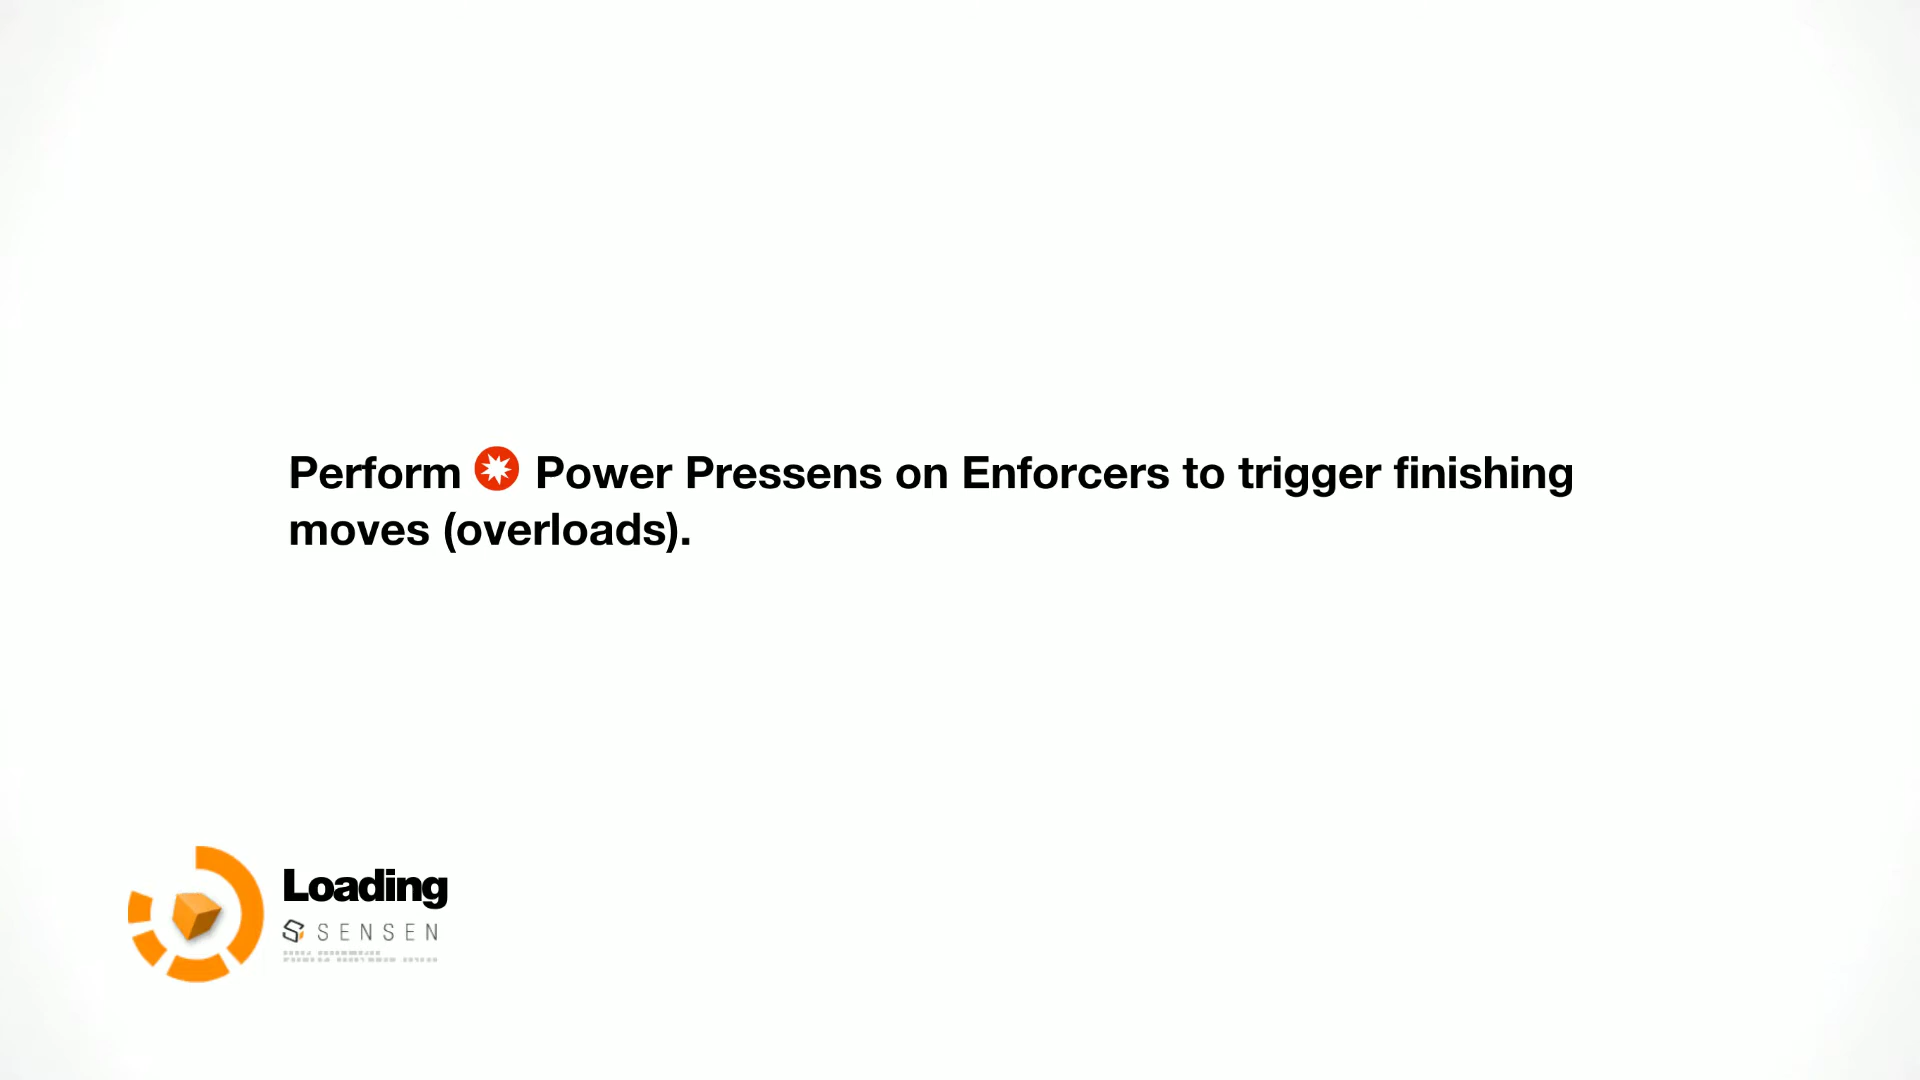 Perform Power Pressens on Enforcers to trigger finishing
moves (overloads).
Loading
SENSEN